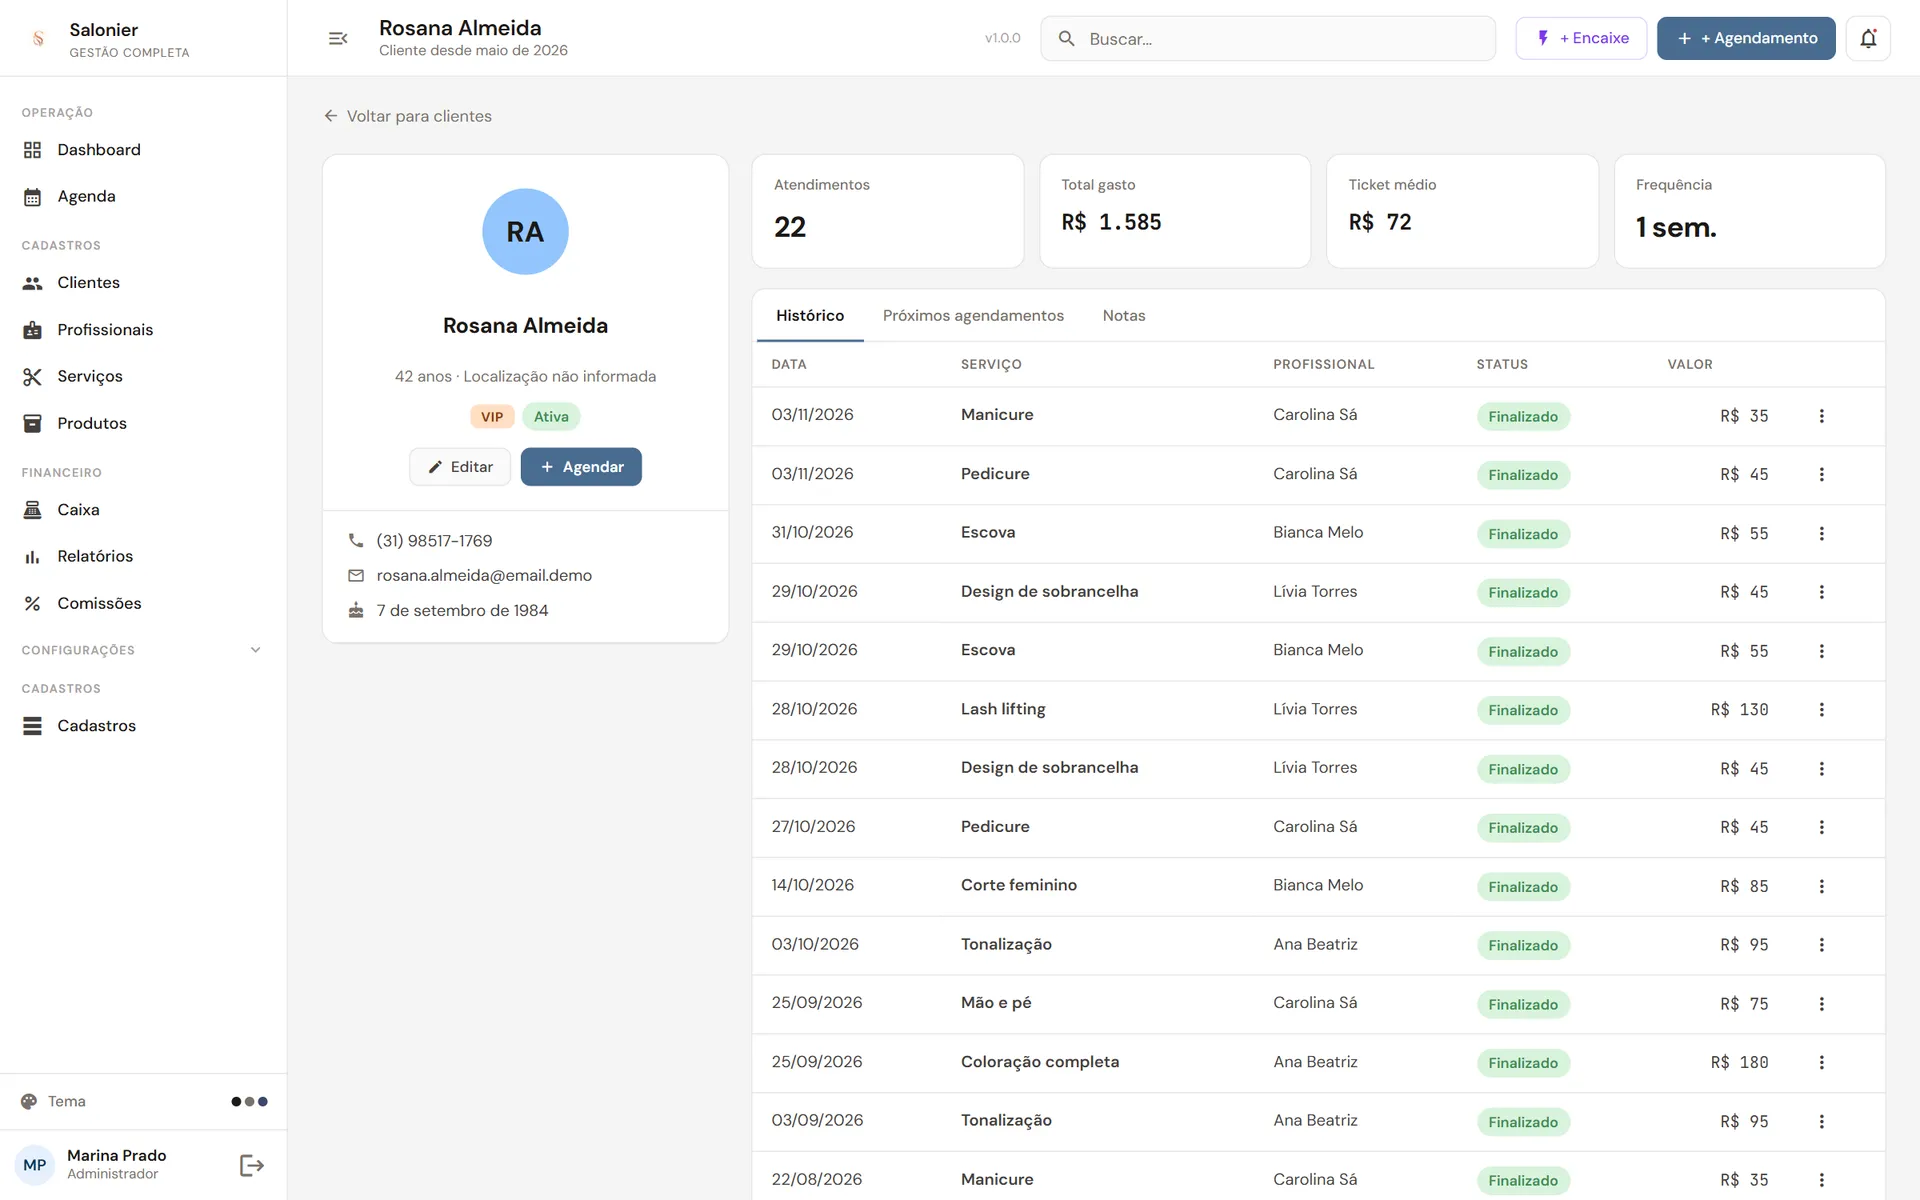 Salonier
GESTÃO COMPLETA
Rosana Almeida
Cliente desde maio de 2026
v1.0.0
Buscar...
+ Encaixe
+ + Agendamento
OPERAÇÃO
Dashboard
Agenda
CADASTROS
Clientes
Profissionais
Serviços
Produtos
FINANCEIRO
Caixa
Relatórios
Comissões
CONFIGURAÇÕES
CADASTROS
Cadastros
Tema
MP
Marina Prado
Administrador
Voltar para clientes
RA
Rosana Almeida
42 anos · Localização não informada
VIP Ativa
Editar + Agendar
(31) 98517-1769
rosana.almeida@email.demo
7 de setembro de 1984
Atendimentos
22
Total gasto
R$ 1.585
Ticket médio
R$ 72
Frequência
1 sem.
Histórico Próximos agendamentos Notas
DATA SERVIÇO PROFISSIONAL STATUS VALOR
03/11/2026 Manicure Carolina Sá Finalizado R$ 35
03/11/2026 Pedicure Carolina Sá Finalizado R$ 45
31/10/2026 Escova Bianca Melo Finalizado R$ 55
29/10/2026 Design de sobrancelha Lívia Torres Finalizado R$ 45
29/10/2026 Escova Bianca Melo Finalizado R$ 55
28/10/2026 Lash lifting Lívia Torres Finalizado R$ 130
28/10/2026 Design de sobrancelha Lívia Torres Finalizado R$ 45
27/10/2026 Pedicure Carolina Sá Finalizado R$ 45
14/10/2026 Corte feminino Bianca Melo Finalizado R$ 85
03/10/2026 Tonalização Ana Beatriz Finalizado R$ 95
25/09/2026 Mão e pé Carolina Sá Finalizado R$ 75
25/09/2026 Coloração completa Ana Beatriz Finalizado R$ 180
03/09/2026 Tonalização Ana Beatriz Finalizado R$ 95
22/08/2026 Manicure Carolina Sá Finalizado R$ 35